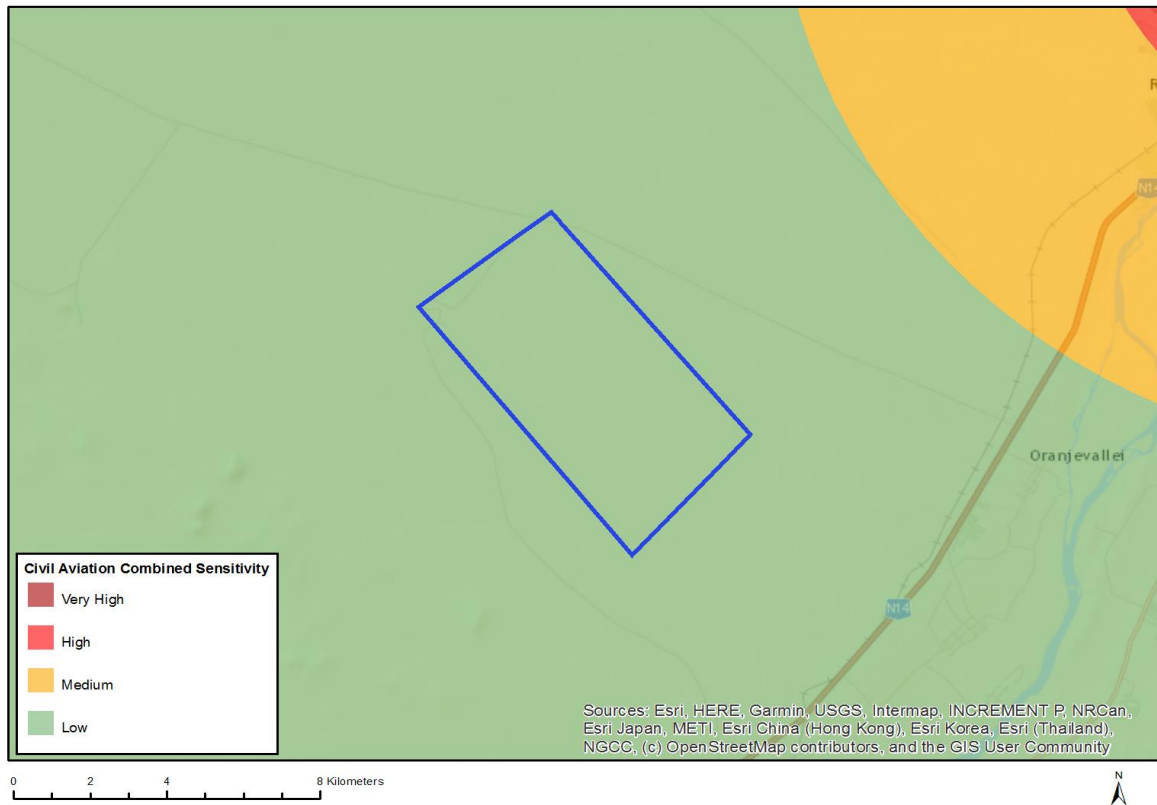 R
N14
Oranjevallei
N14
Civil Aviation Combined Sensitivity
Very High
High
Medium
Low
Sources: Esri, HERE, Garmin, USGS, Intermap, INCREMENT P, NRCan,
Esri Japan, METI, Esri China (Hong Kong), Esri Korea, Esri (Thailand),
NGCC, (c) OpenStreetMap contributors, and the GIS User Community
0 2 4 8 Kilometers
N